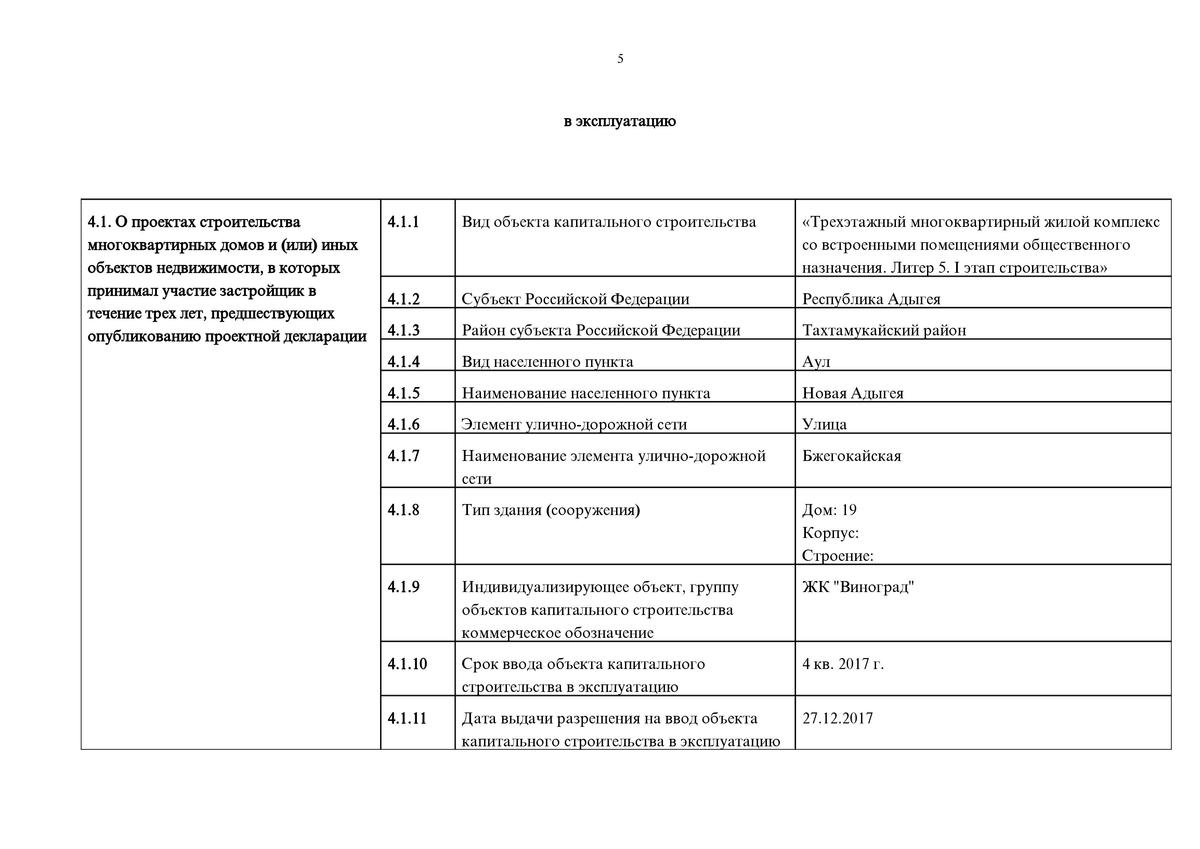 5
в эксплуатацию
4.1. О проектах строительства
многоквартирных домов и (или) иных
объектов недвижимости, в которых
принимал участие застройщик в
течение трех лет, предшествующих
опубликованию проектной декларации
4.1.1
Вид объекта капитального строительства
«Трехэтажный многоквартирный жилой комплекс
со встроенными помещениями общественного
назначения. Литер 5. I этап строительства»
4.1.2
Субъект Российской Федерации
Республика Адыгея
4.1.3
Район субъекта Российской Федерации
Тахтамукайский район
4.1.4
Вид населенного пункта
Аул
4.1.5
Наименование населенного пункта
Новая Адыгея
4.1.6
Элемент улично-дорожной сети
Улица
4.1.7
Наименование элемента улично-дорожной
сети
Бжегокайская
4.1.8
Тип здания (сооружения)
Дом: 19
Корпус:
Строение:
4.1.9
Индивидуализирующее объект, группу
объектов капитального строительства
коммерческое обозначение
ЖК "Виноград"
4.1.10
Срок ввода объекта капитального
строительства в эксплуатацию
4 кв. 2017 г.
4.1.11
Дата выдачи разрешения на ввод объекта
капитального строительства в эксплуатацию
27.12.2017